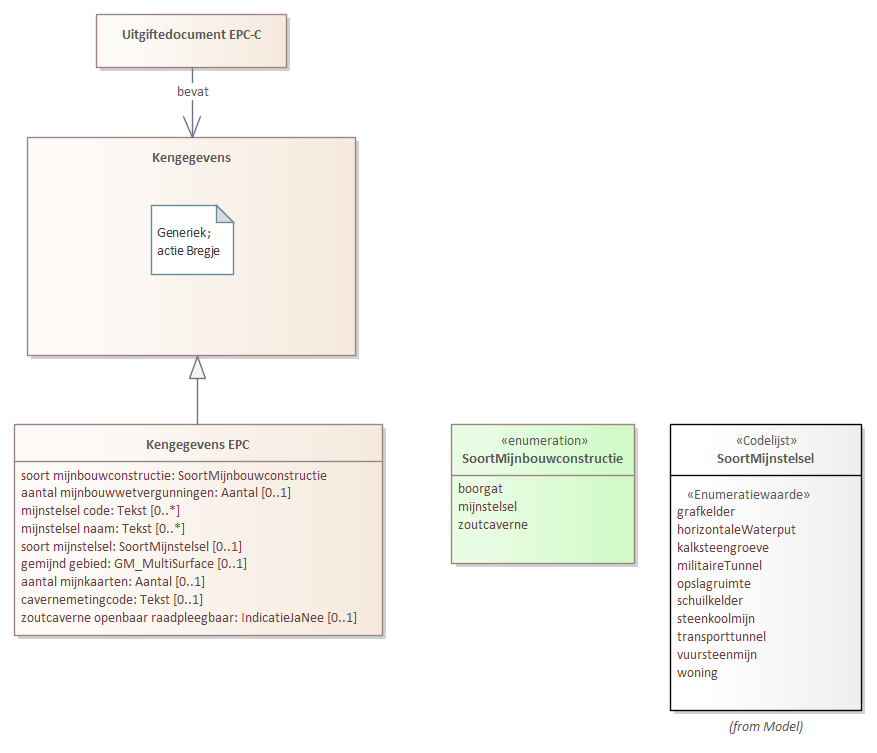 Uitgiftedocument EPC-C
bevat
Kengegevens
Generiek;
actie Bregje
Kengegevens EPC
soort mijnbouwconstructie: SoortMijnbouwconstructie
aantal mijnbouwwetvergunningen: Aantal [0..1]
mijnstelsel code: Tekst [0..*]
mijnstelsel naam: Tekst [0..*]
soort mijnstelsel: SoortMijnstelsel [0..1]
gemijnd gebied: GM_MultiSurface [0..1]
aantal mijnkaarten: Aantal [0..1]
cavernemetingcode: Tekst [0..1]
zoutcaverne openbaar raadpleegbaar: IndicatieJaNee [0..1]
«enumeration»
SoortMijnbouwconstructie
boorgat
mijnstelsel
zoutcaverne
«Codelijst»
SoortMijnstelsel
«Enumeratiewaarde»
grafkelder
horizontaleWaterput
kalksteengroeve
militaireTunnel
opslagruimte
schuilkelder
steenkoolmijn
transporttunnel
vuursteenmijn
woning
(from Model)